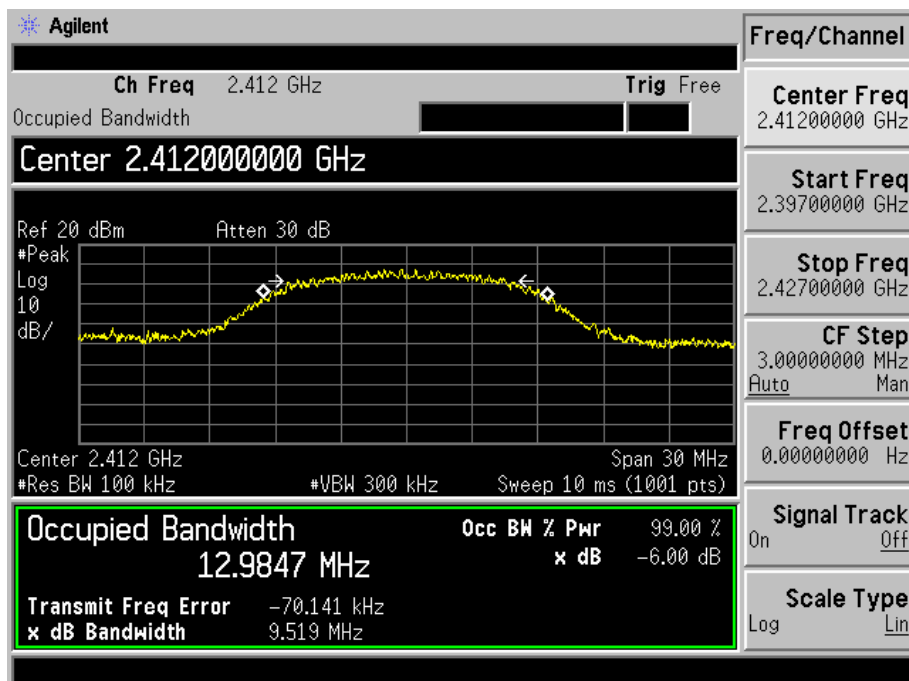 Agilent
Freq/Channel
Ch Freq 2.412 GHz Trig Free
Occupied Bandwidth
Center 2.412000000 GHz
Ref 20 dBm Atten 30 dB
#Peak
Log
10
dB/
Center 2.412 GHz Span 30 MHz
#Res BW 100 kHz #VBW 300 kHz Sweep 10 ms (1001 pts)
Occupied Bandwidth
12.9847 MHz
Occ BW % Pwr 99.00 %
x dB -6.00 dB
Transmit Freq Error -70.141 kHz
x dB Bandwidth 9.519 MHz
Center Freq
2.41200000 GHz
Start Freq
2.39700000 GHz
Stop Freq
2.42700000 GHz
CF Step
3.00000000 MHz
Auto Man
Freq Offset
0.00000000 Hz
Signal Track
On Off
Scale Type
Log Lin